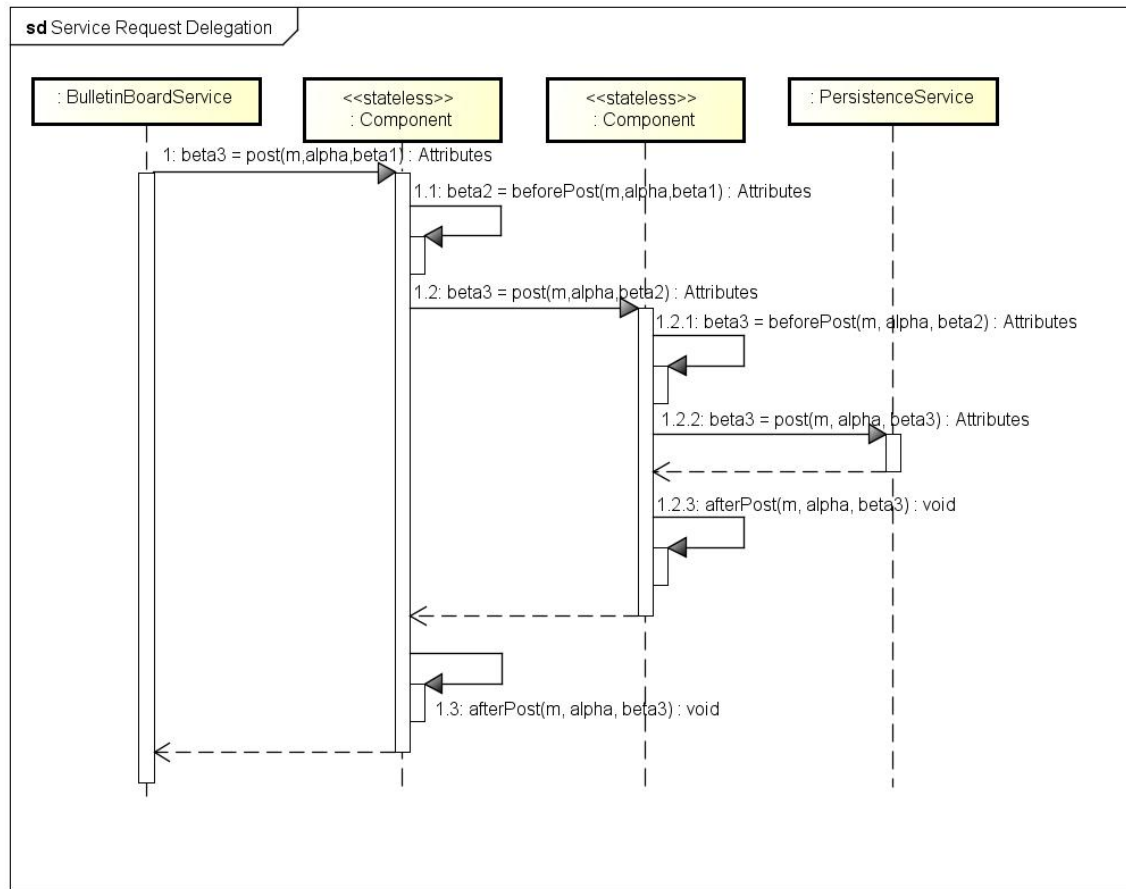 sd Service Request Delegation
: BulletinBoardService
<<stateless>>
: Component
<<stateless>>
: Component
: PersistenceService
1: beta3 = post(m,alpha,beta1) : Attributes
1.1: beta2 = beforePost(m,alpha,beta1) : Attributes
1.2: beta3 = post(m,alpha,beta2) : Attributes
1.2.1: beta3 = beforePost(m, alpha, beta2) : Attributes
1.2.2: beta3 = post(m, alpha, beta3) : Attributes
1.2.3: afterPost(m, alpha, beta3) : void
1.3: afterPost(m, alpha, beta3) : void